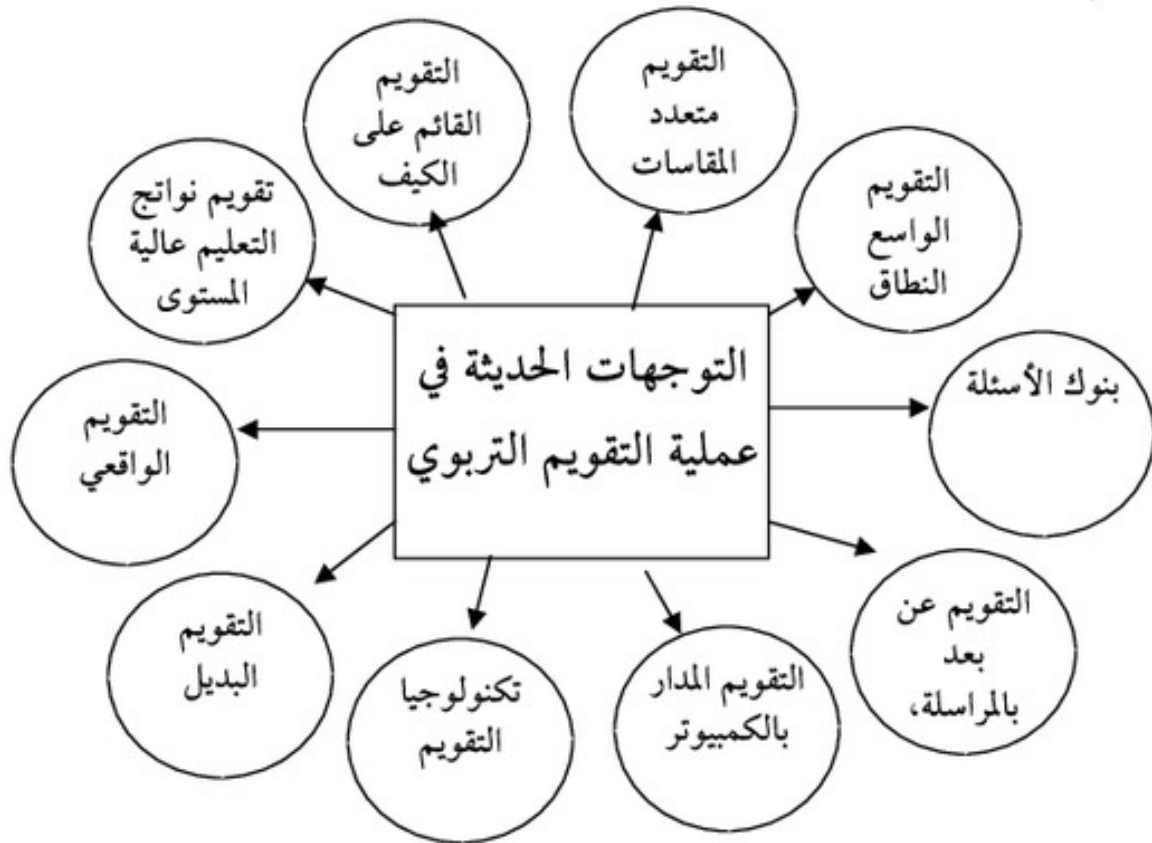 التوجهات الحديثة في
عملية التقويم التربوي
التقويم
متعدد
المقاسات
التقويم
الواسع
النطاق
بنوك الأسئلة
التقويم عن
بعد
بالمراسلة،
التقويم المدار
بالكمبيوتر
تكنولوجيا
التقويم
التقويم
البديل
التقويم
الواقعي
تقويم نواتج
التعليم عالية
المستوى
التقويم
القائم على
الكيف